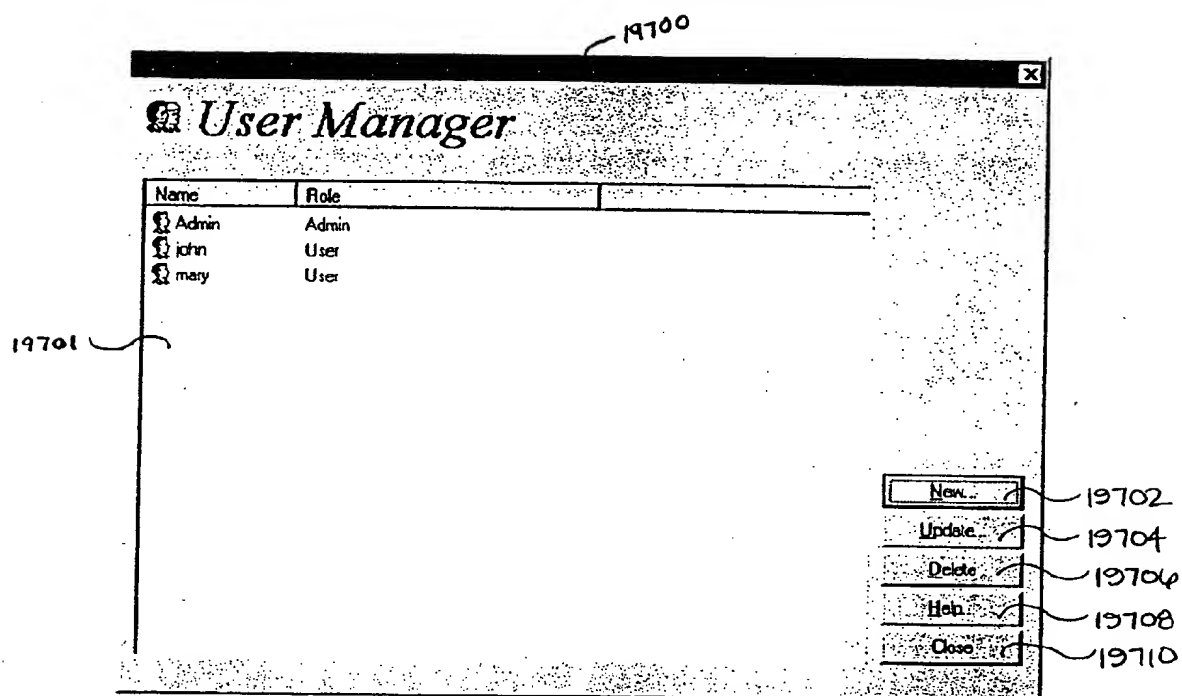 19700
User Manager
Name Role
Admin Admin
john User
mary User
19701
New... 19702
Update... 19704
Delete 19706
Help... 19708
Close 19710